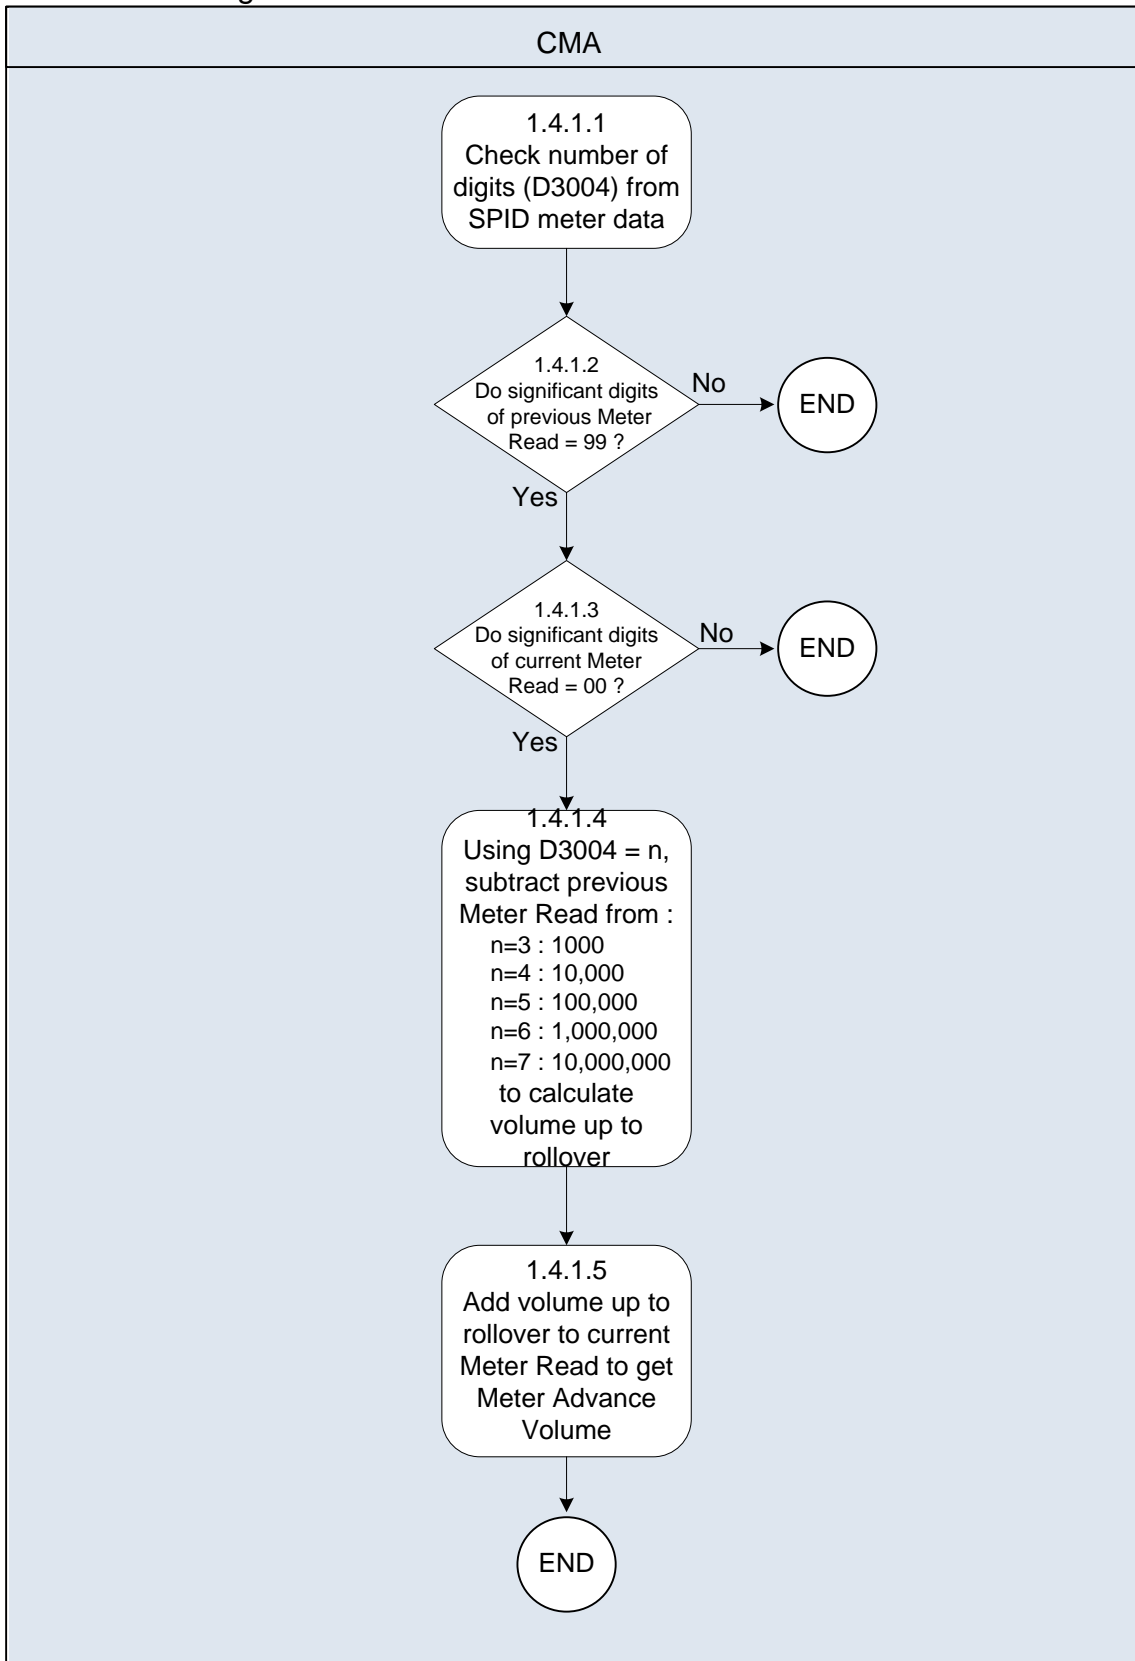 CMA
1.4.1.1
Check number of
digits (D3004) from
SPID meter data
1.4.1.2
Do significant digits
of previous Meter
Read = 99 ?
No
END
Yes
1.4.1.3
Do significant digits
of current Meter
Read = 00 ?
No
END
Yes
1.4.1.4
Using D3004 = n,
subtract previous
Meter Read from :
n=3 : 1000
n=4 : 10,000
n=5 : 100,000
n=6 : 1,000,000
n=7 : 10,000,000
to calculate
volume up to
rollover
1.4.1.5
Add volume up to
rollover to current
Meter Read to get
Meter Advance
Volume
END